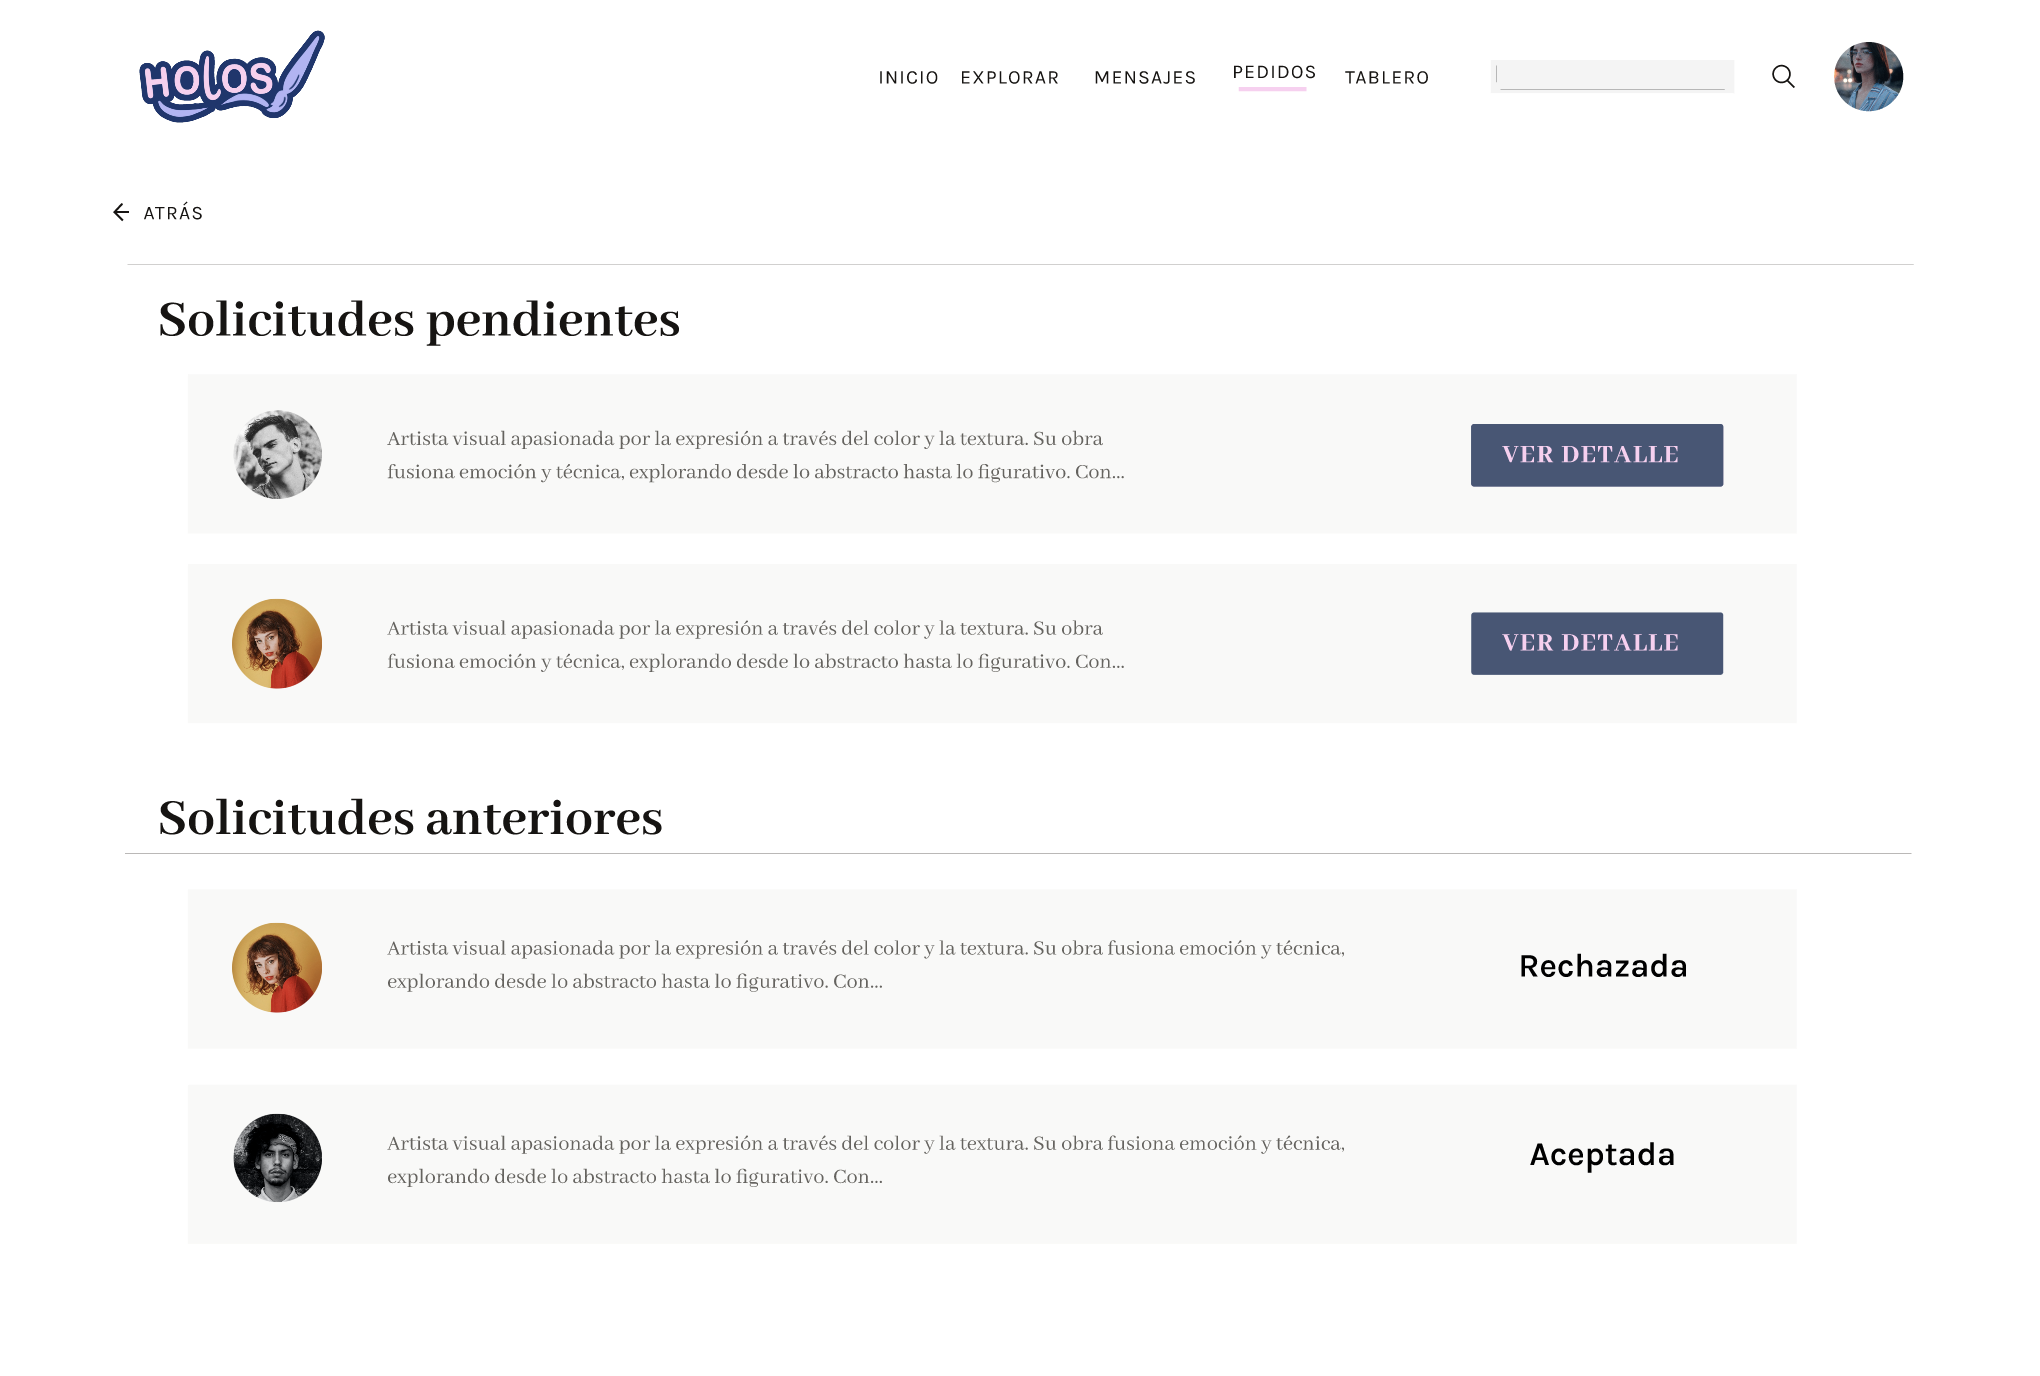 HOLOS
INICIO EXPLORAR MENSAJES PEDIDOS TABLERO
ATRÁS
Solicitudes pendientes
Artista visual apasionada por la expresión a través del color y la textura. Su obra
fusiona emoción y técnica, explorando desde lo abstracto hasta lo figurativo. Con...
VER DETALLE
Artista visual apasionada por la expresión a través del color y la textura. Su obra
fusiona emoción y técnica, explorando desde lo abstracto hasta lo figurativo. Con...
VER DETALLE
Solicitudes anteriores
Artista visual apasionada por la expresión a través del color y la textura. Su obra fusiona emoción y técnica,
explorando desde lo abstracto hasta lo figurativo. Con...
Rechazada
Artista visual apasionada por la expresión a través del color y la textura. Su obra fusiona emoción y técnica,
explorando desde lo abstracto hasta lo figurativo. Con...
Aceptada